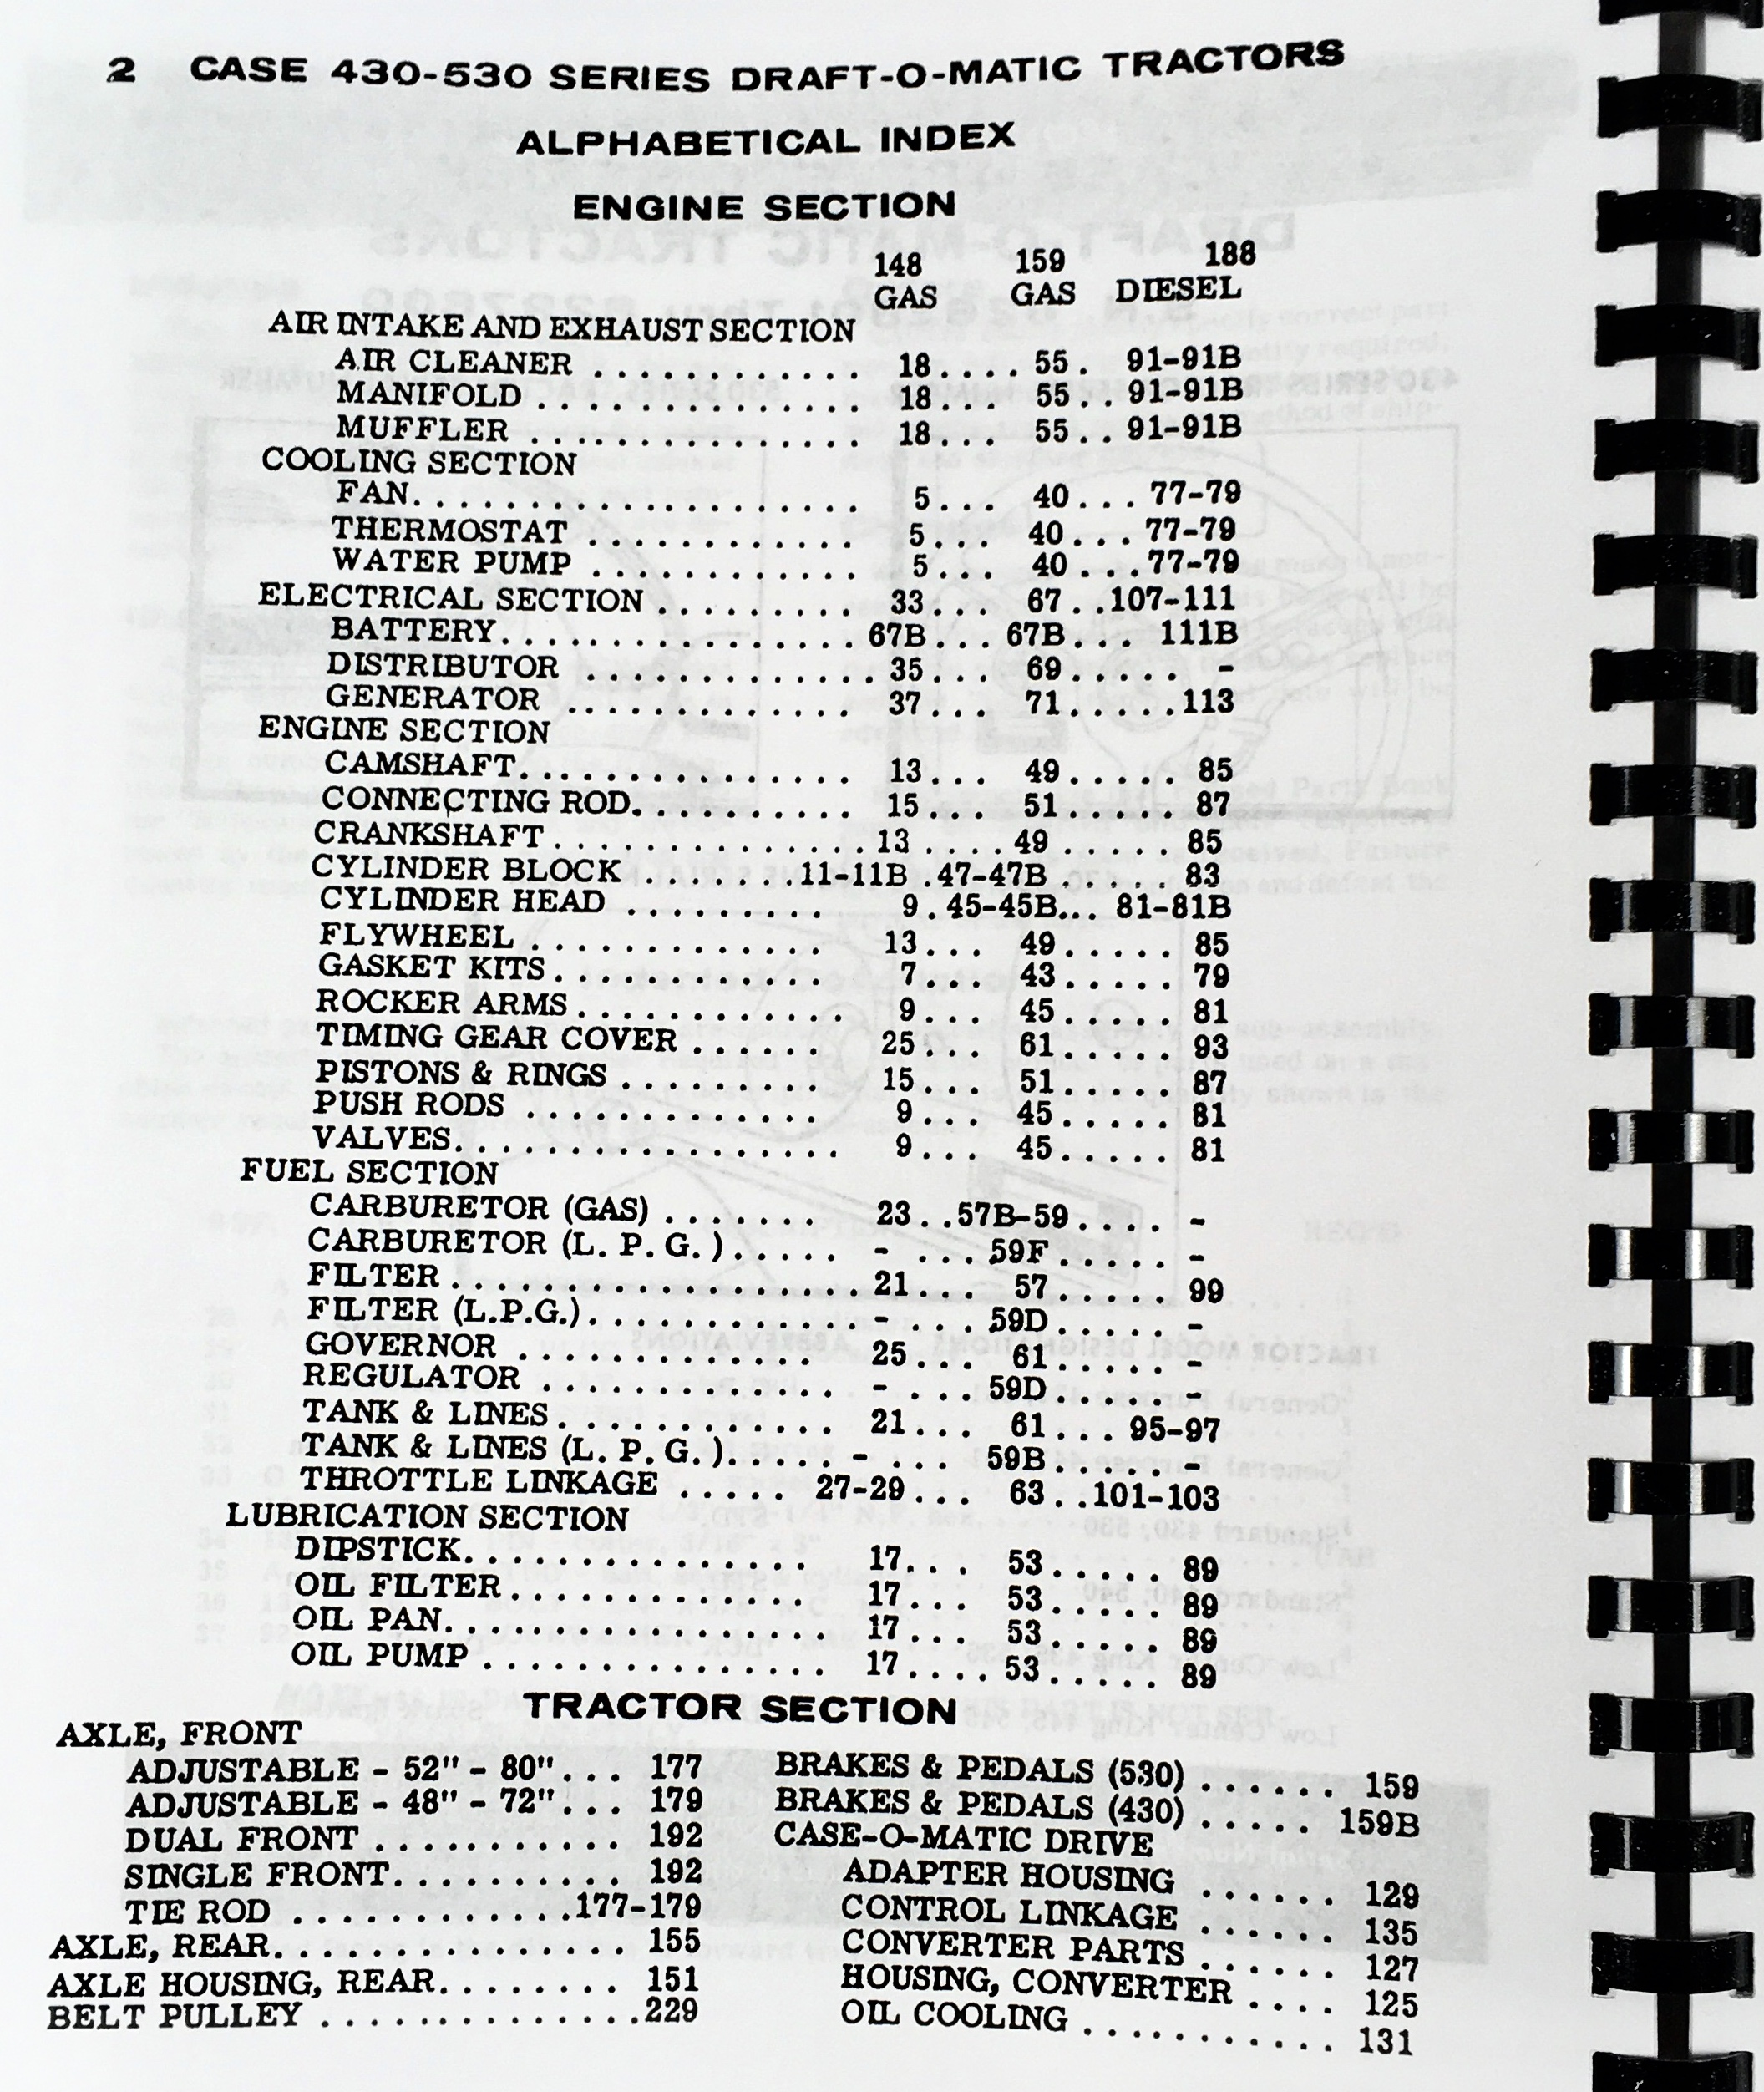 2 CASE 430-530 SERIES DRAFT-O-MATIC TRACTORS
ALPHABETICAL INDEX
ENGINE SECTION
148 159 188
GAS GAS DIESEL
AIR INTAKE AND EXHAUST SECTION
AIR CLEANER . . . . . . . . . . . . 18. . . . 55 . 91-91B
MANIFOLD . . . . . . . . . . . . . . 18. . . 55 . . 91-91B
MUFFLER . . . . . . . . . . . . . . 18. . . 55 . . 91-91B
COOLING SECTION
FAN. . . . . . . . . . . . . . . . . . . 5. . . 40 . . . 77-79
THERMOSTAT . . . . . . . . . . . . 5. . . 40 . . . 77-79
WATER PUMP . . . . . . . . . . . . 5. . . 40 . . . 77-79
ELECTRICAL SECTION . . . . . . . . . 33. . . 67 . . 107-111
BATTERY. . . . . . . . . . . . . . . . 67B. . . 67B. . . 111B
DISTRIBUTOR . . . . . . . . . . . . . 35. . . 69 . . . . . -
GENERATOR . . . . . . . . . . . . . 37. . . 71. . . . . 113
ENGINE SECTION
CAMSHAFT. . . . . . . . . . . . . . . 13. . . 49 . . . . . 85
CONNECTING ROD. . . . . . . . . . 15. . . 51 . . . . . 87
CRANKSHAFT . . . . . . . . . . . . . . 13 . . . . 49 . . . . . 85
CYLINDER BLOCK . . . . . . . 11-11B . 47-47B . . . . . 83
CYLINDER HEAD . . . . . . . . . 9 . 45-45B. . . 81-81B
FLYWHEEL . . . . . . . . . . . . . 13. . . 49 . . . . . 85
GASKET KITS . . . . . . . . . . . . 7. . . 43 . . . . . 79
ROCKER ARMS . . . . . . . . . . . . 9. . . 45 . . . . . 81
TIMING GEAR COVER . . . . . . 25. . . 61 . . . . . 93
PISTONS & RINGS . . . . . . . . . 15. . . 51 . . . . . 87
PUSH RODS . . . . . . . . . . . . . 9. . . 45 . . . . . 81
VALVES. . . . . . . . . . . . . . . . . 9. . . 45 . . . . . 81
FUEL SECTION
CARBURETOR (GAS) . . . . . . . 23. . 57B-59 . . . . -
CARBURETOR (L. P. G. ). . . . . - . . . 59F . . . . . -
FILTER . . . . . . . . . . . . . . . . . . 21. . . 57 . . . . . 99
FILTER (L.P.G.). . . . . . . . . . . . - . . . 59D . . . . . -
GOVERNOR . . . . . . . . . . . . . 25. . . 61 . . . . . -
REGULATOR . . . . . . . . . . . . . - . . . 59D . . . . . -
TANK & LINES . . . . . . . . . . . . 21. . . 61 . . . 95-97
TANK & LINES (L. P. G. ). . . . . - . . . 59B . . . . . -
THROTTLE LINKAGE . . . . . 27-29. . . 63 . . 101-103
LUBRICATION SECTION
DIPSTICK. . . . . . . . . . . . . . . 17. . . 53 . . . . . 89
OIL FILTER . . . . . . . . . . . . . 17. . . 53 . . . . . 89
OIL PAN. . . . . . . . . . . . . . . . . 17. . . 53 . . . . . 89
OIL PUMP . . . . . . . . . . . . . . . 17. . . . 53 . . . . . 89
TRACTOR SECTION
AXLE, FRONT
ADJUSTABLE - 52" - 80" . . . 177
ADJUSTABLE - 48" - 72" . . . 179
DUAL FRONT . . . . . . . . . . . 192
SINGLE FRONT. . . . . . . . . . 192
TIE ROD . . . . . . . . . . . . 177-179
AXLE, REAR. . . . . . . . . . . . . . . 155
AXLE HOUSING, REAR. . . . . . . . 151
BELT PULLEY . . . . . . . . . . . . . . 229
BRAKES & PEDALS (530) . . . . . . 159
BRAKES & PEDALS (430) . . . . . 159B
CASE-O-MATIC DRIVE
ADAPTER HOUSING . . . . . . 129
CONTROL LINKAGE . . . . . . 135
CONVERTER PARTS . . . . . . 127
HOUSING, CONVERTER . . . . 125
OIL COOLING . . . . . . . . . . . 131